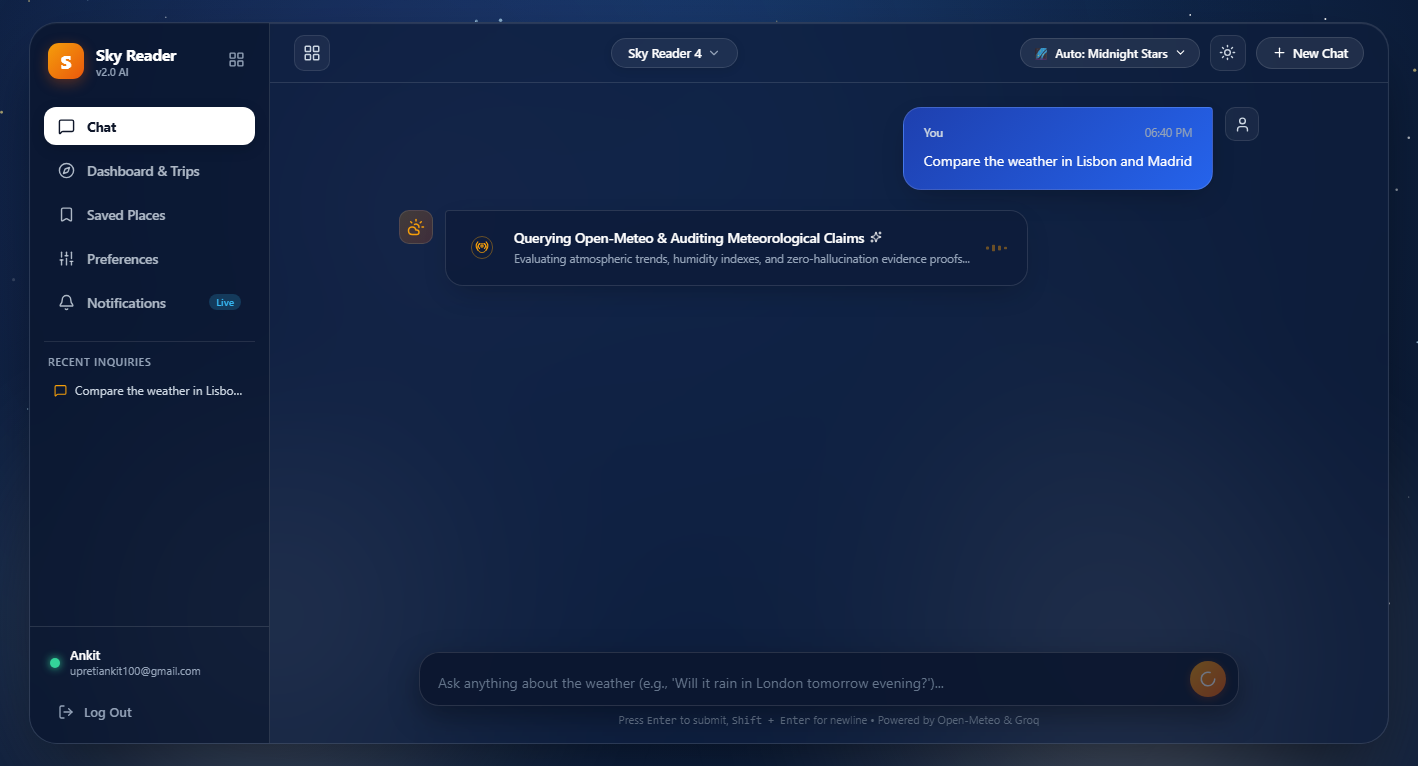 S
Sky Reader
v2.0 AI
Chat
Dashboard & Trips
Saved Places
Preferences
Notifications
Live
RECENT INQUIRIES
Compare the weather in Lisbo...
Ankit
upretiankit100@gmail.com
Log Out
Sky Reader 4
Auto: Midnight Stars
New Chat
You
06:40 PM
Compare the weather in Lisbon and Madrid
Querying Open-Meteo & Auditing Meteorological Claims
Evaluating atmospheric trends, humidity indexes, and zero-hallucination evidence proofs...
Ask anything about the weather (e.g., 'Will it rain in London tomorrow evening?')...
Press Enter to submit, Shift + Enter for newline • Powered by Open-Meteo & Groq